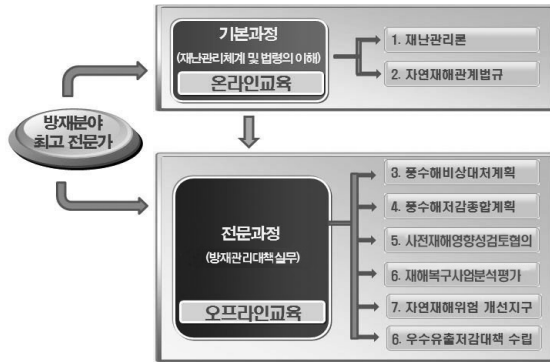 방재분야
최고 전문가
기본과정
(재난관리체계 및 법령의 이해)
온라인교육
1. 재난관리론
2. 자연재해관계법규
전문과정
(방재관리대책 실무)
오프라인교육
3. 풍수해비상대처계획
4. 풍수해저감종합계획
5. 사전재해영향성검토협의
6. 재해복구사업분석평가
7. 자연재해위험 개선지구
6. 우수유출저감대책 수립